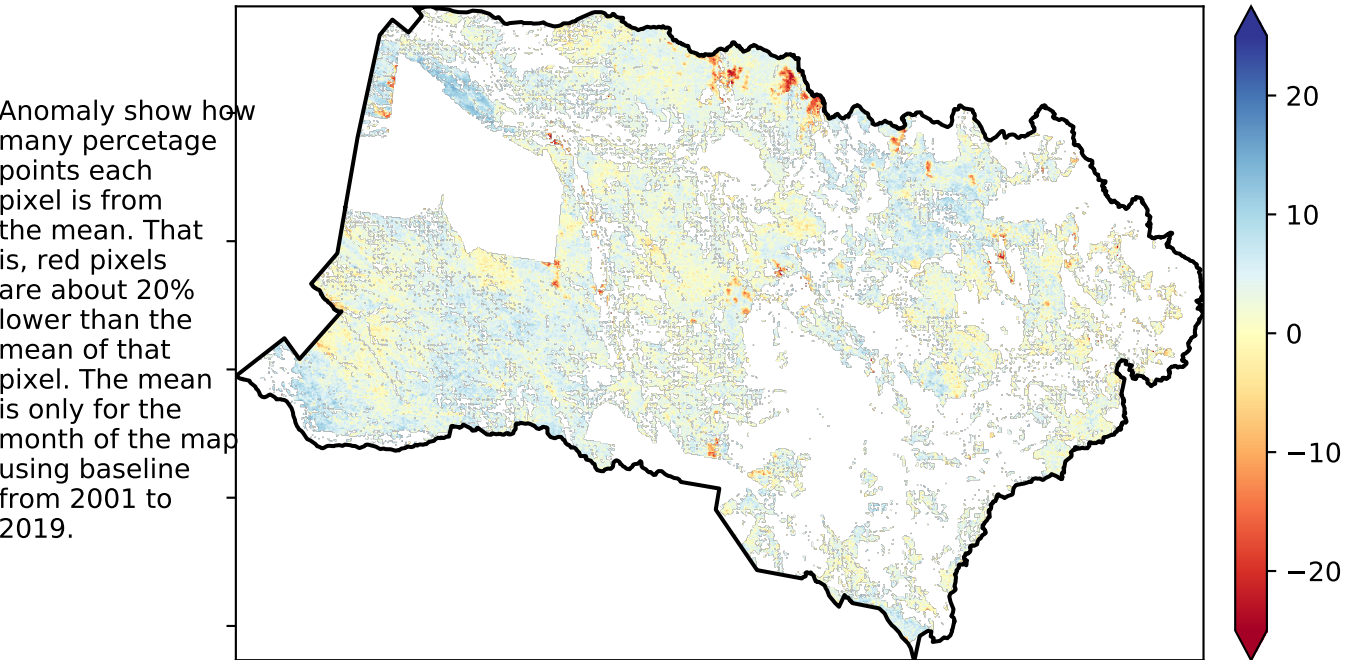 Anomaly show how
many percetage
points each
pixel is from
the mean. That
is, red pixels
are about 20%
lower than the
mean of that
pixel. The mean
is only for the
month of the map
using baseline
from 2001 to
2019.
20
10
0
−10
−20